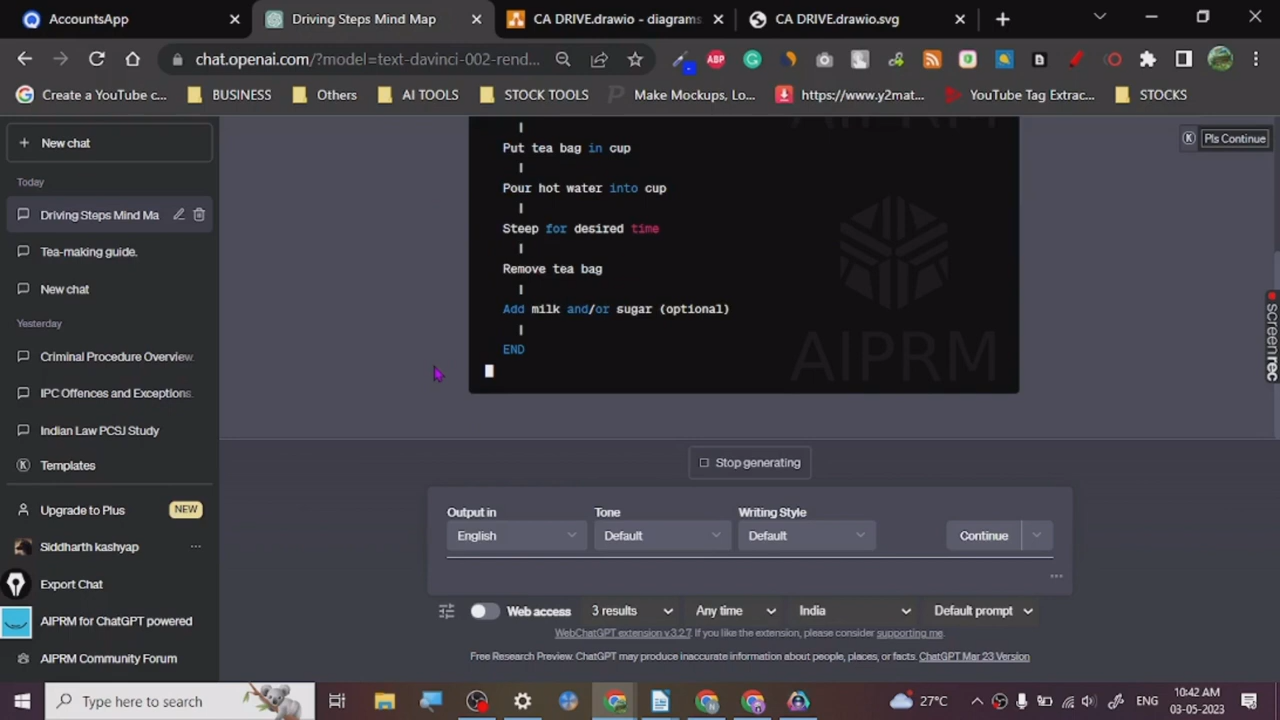 AccountsApp
Driving Steps Mind Map
CA DRIVE.drawio - diagrams.
CA DRIVE.drawio.svg
chat.openai.com/?model=text-davinci-002-rend...
ABP
Create a YouTube c...
BUSINESS
Others
AI TOOLS
STOCK TOOLS
Make Mockups, Lo...
https://www.y2mat...
YouTube Tag Extrac...
STOCKS
+ New chat
Today
Driving Steps Mind Ma
Tea-making guide.
New chat
Yesterday
Criminal Procedure Overview.
IPC Offences and Exceptions.
Indian Law PCSJ Study
Templates
Upgrade to Plus
NEW
Siddharth kashyap
...
Export Chat
AIPRM for ChatGPT powered
AIPRM Community Forum
K
Pls Continue
|
Put tea bag in cup
|
Pour hot water into cup
|
Steep for desired time
|
Remove tea bag
|
Add milk and/or sugar (optional)
|
END
AIPRM
screenrec
Stop generating
Output in
Tone
Writing Style
English
Default
Default
Continue
Web access
3 results
Any time
India
Default prompt
WebChatGPT extension v.3.2.7. If you like the extension, please consider supporting me.
Free Research Preview. ChatGPT may produce inaccurate information about people, places, or facts. ChatGPT Mar 23 Version
Type here to search
27°C
ENG
10:42 AM
03-05-2023